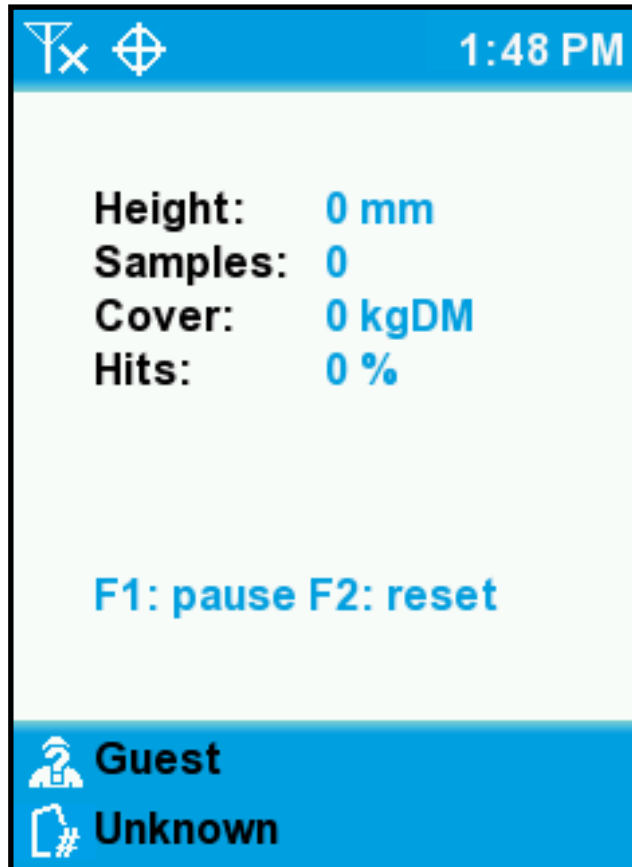 1:48 PM
Height: 0 mm
Samples: 0
Cover: 0 kgDM
Hits: 0 %
F1: pause F2: reset
Guest
Unknown